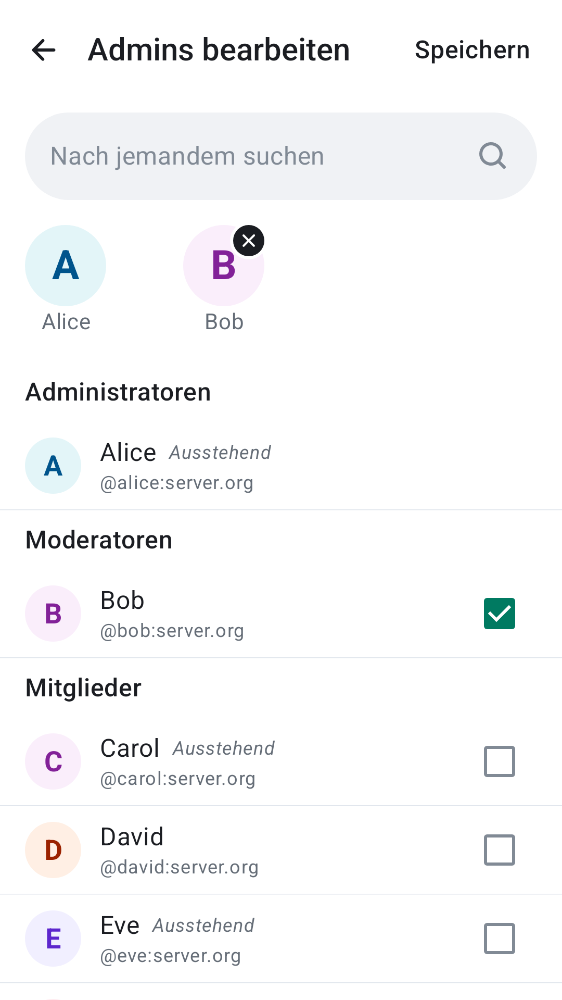 Admins bearbeiten Speichern
Nach jemandem suchen
A B
Alice Bob
Administratoren
A Alice Ausstehend
@alice:server.org
Moderatoren
B Bob
@bob:server.org
Mitglieder
C Carol Ausstehend
@carol:server.org
D David
@david:server.org
E Eve Ausstehend
@eve:server.org